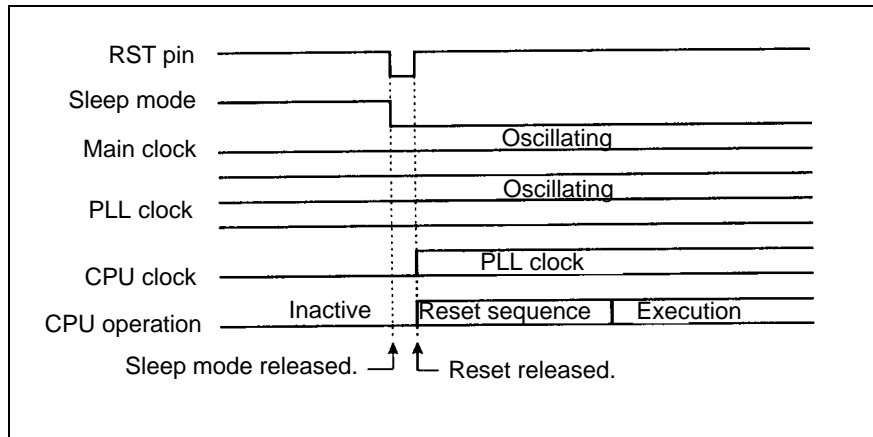 RST pin
Sleep mode
Oscillating
Main clock
Oscillating
PLL clock
PLL clock
CPU clock
Inactive Reset sequence Execution
CPU operation
Sleep mode released. Reset released.